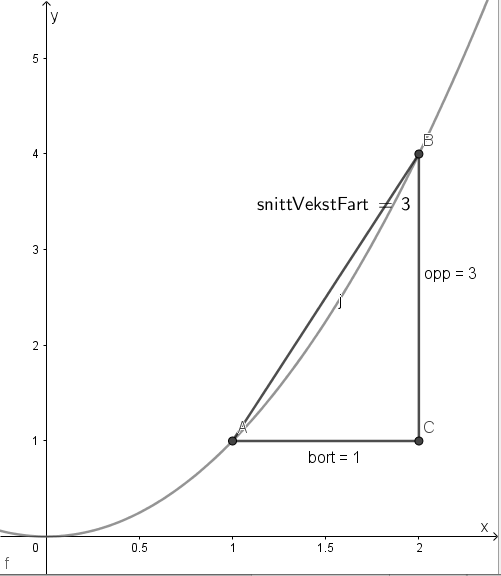 y
5
4
B
snittVekstFart = 3
3
opp = 3
j
2
A
C
1
bort = 1
x
0
0.5
1
1.5
2
f